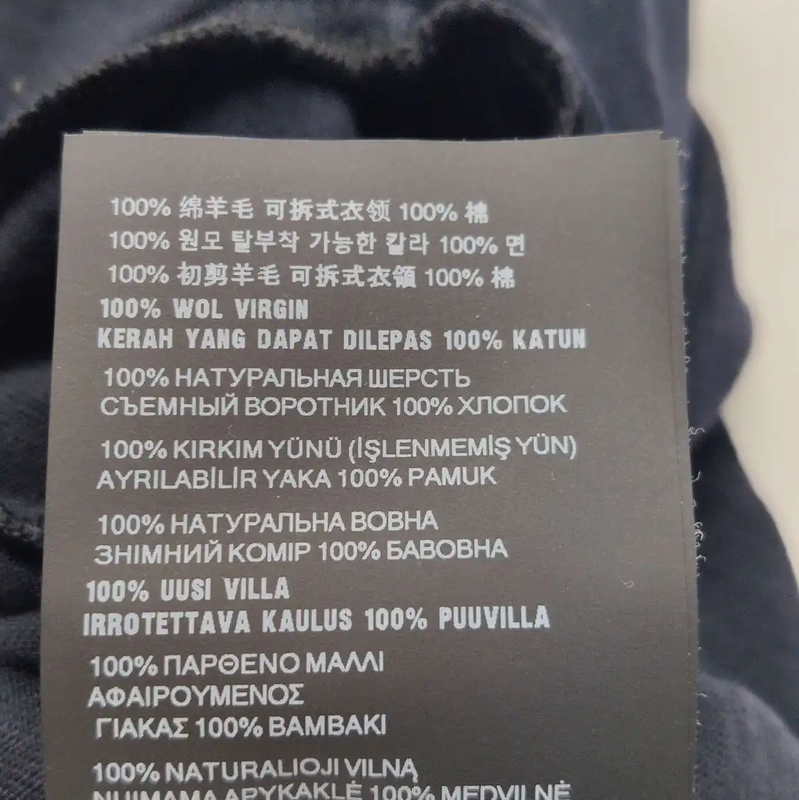 100% 绵羊毛 可拆式衣领 100% 棉
100% 원모 탈부착 가능한 칼라 100% 면
100% 初剪羊毛 可拆式衣領 100% 棉
100% WOL VIRGIN
KERAH YANG DAPAT DILEPAS 100% KATUN
100% НАТУРАЛЬНАЯ ШЕРСТЬ
СЪЕМНЫЙ ВОРОТНИК 100% ХЛОПОК
100% KIRKIM YÜNÜ (İŞLENMEMİŞ YÜN)
AYRILABİLİR YAKA 100% PAMUK
100% НАТУРАЛЬНА ВОВНА
ЗНІМНИЙ КОМІР 100% БАВОВНА
100% UUSI VILLA
IRROTETTAVA KAULUS 100% PUUVILLA
100% ΠΑΡΘΕΝΟ ΜΑΛΛΙ
ΑΦΑΙΡΟΥΜΕΝΟΣ
ΓΙΑΚΑΣ 100% ΒΑΜΒΑΚΙ
100% NATURALIOJI VILNĄ
NUIMAMA APYKAKLĖ 100% MEDVILNĖ